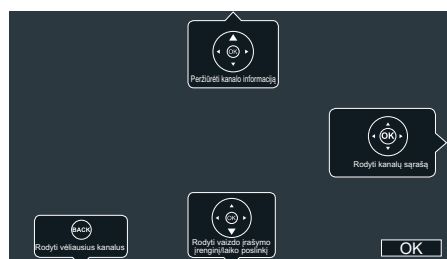 OK
Peržiūrėti kanalo informaciją
OK
Rodyti kanalų sąrašą
BACK
Rodyti vėliausius kanalus
OK
Rodyti vaizdo įrašymo
įrenginį/laiko poslinkį
OK